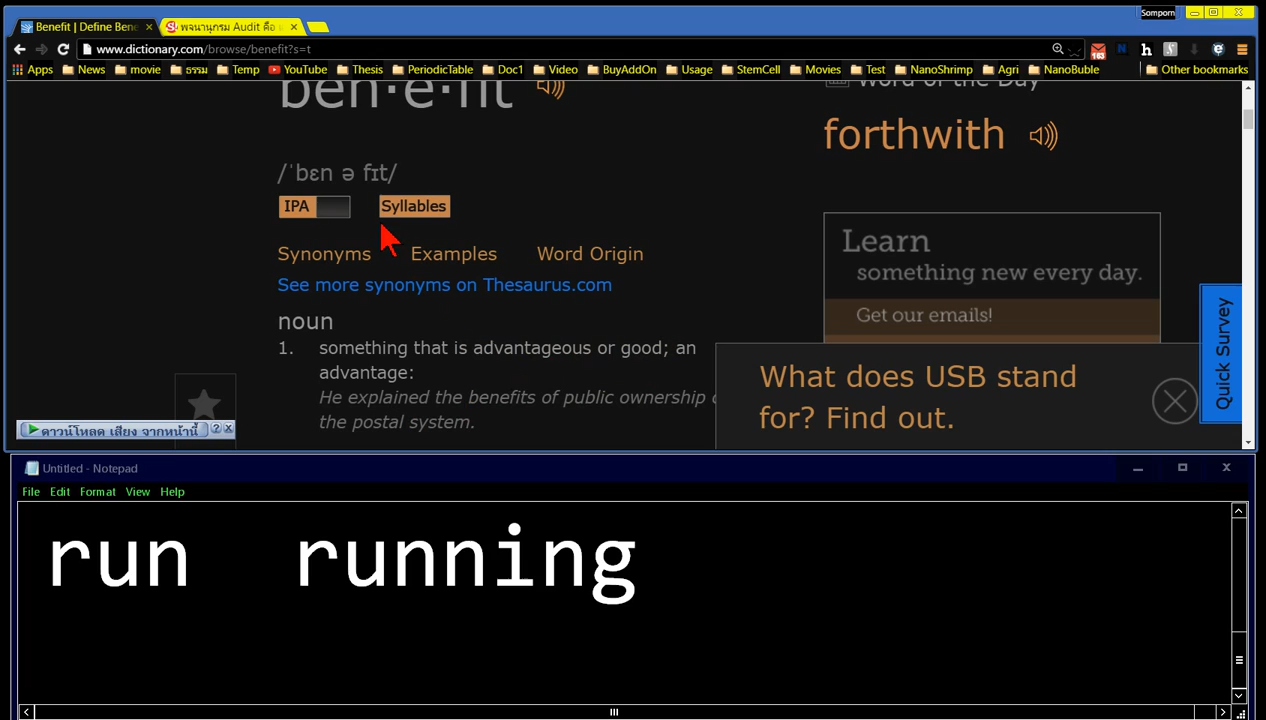 Sompom
Benefit | Define Bene
พจนานุกรม Audit คือ
www.dictionary.com/browse/benefit?s=t
163
Apps News movie ธรรม Temp YouTube Thesis PeriodicTable Doc1 Video BuyAddOn Usage StemCell Movies Test NanoShrimp Agri NanoBuble Other bookmarks
ben·e·fit
Word of the Day
forthwith
/ˈbɛn ə fɪt/
IPA Syllables
Synonyms Examples Word Origin
See more synonyms on Thesaurus.com
noun
1. something that is advantageous or good; an
advantage:
He explained the benefits of public ownership o
the postal system.
Learn
something new every day.
Get our emails!
Quick Survey
What does USB stand
for? Find out.
ดาวน์โหลด เสียง จากหน้านี้ ?
Untitled - Notepad
File Edit Format View Help
run running